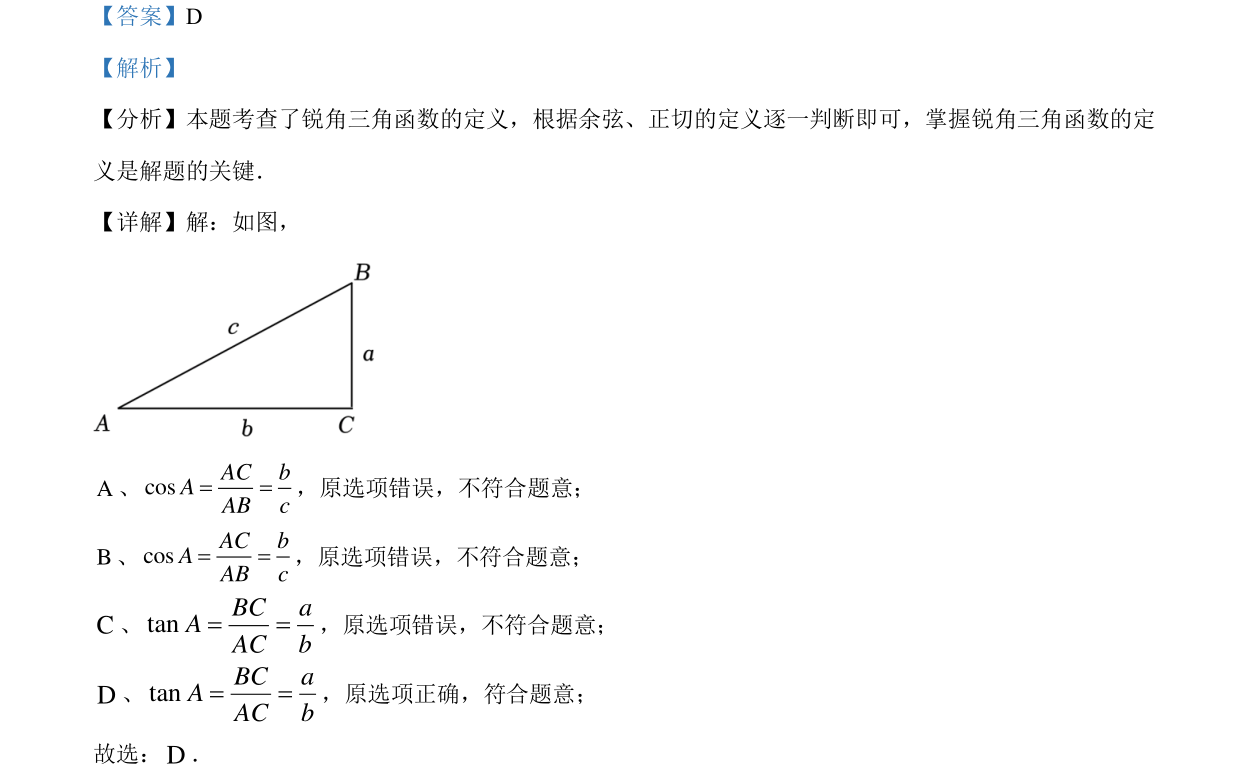 【答案】D
【解析】
【分析】本题考查了锐角三角函数的定义，根据余弦、正切的定义逐一判断即可，掌握锐角三角函数的定
义是解题的关键．
【详解】解：如图，
B
c
a
A
b
C
A、cos A = AC/AB = b/c，原选项错误，不符合题意；
B、cos A = AC/AB = b/c，原选项错误，不符合题意；
C、tan A = BC/AC = a/b，原选项错误，不符合题意；
D、tan A = BC/AC = a/b，原选项正确，符合题意；
故选：D．